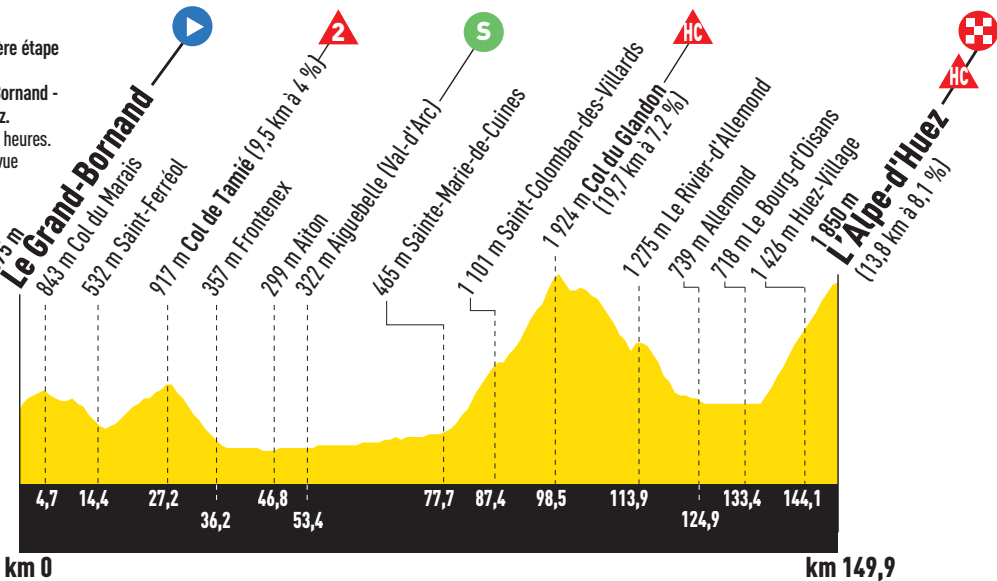 ère étape
Bornand -
z.
heures.
vue
5 m
Le Grand-Bornand
843 m Col du Marais
532 m Saint-Ferréol
2
917 m Col de Tamié (9,5 km à 4 %)
357 m Frontenex
299 m Aiton
S
322 m Aiguebelle (Val-d'Arc)
465 m Sainte-Marie-de-Cuines
1 101 m Saint-Colomban-des-Villards
HC
1 924 m Col du Glandon
(19,7 km à 7,2 %)
1 275 m Le Rivier-d'Allemond
739 m Allemond
718 m Le Bourg-d'Oisans
1 426 m Huez-Village
HC
1 850 m
L'Alpe-d'Huez
(13,8 km à 8,1 %)
4,7 14,4 27,2 36,2 46,8 53,4 77,7 87,4 98,5 113,9 124,9 133,4 144,1
km 0
km 149,9